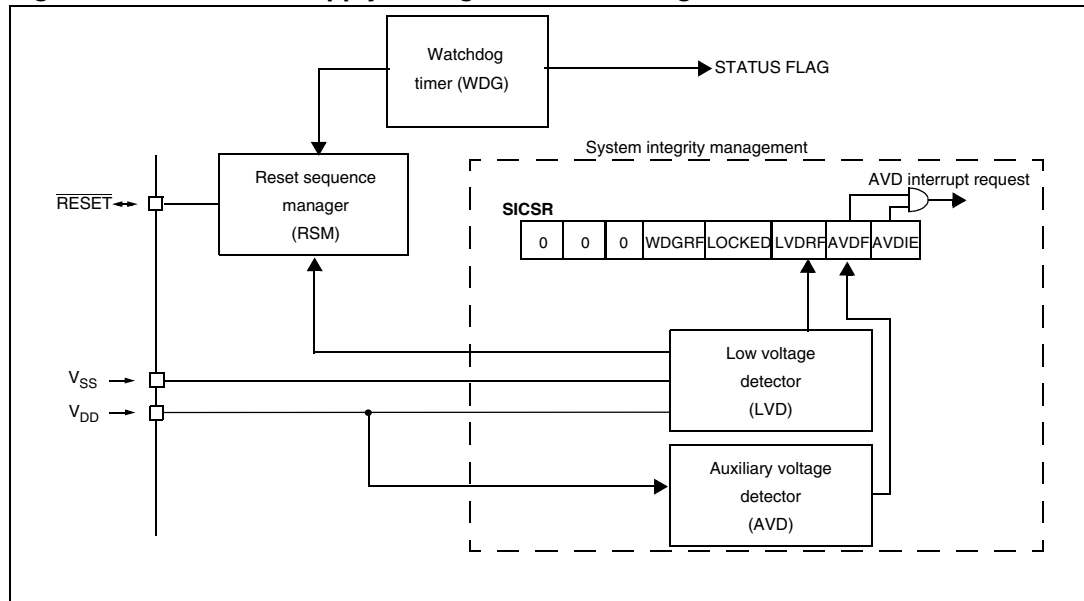 Watchdog
timer (WDG)
STATUS FLAG
System integrity management
Reset sequence
manager
(RSM)
RESET
AVD interrupt request
SICSR
0 0 0 WDGRF LOCKED LVDRF AVDF AVDIE
Low voltage
detector
(LVD)
VSS
VDD
Auxiliary voltage
detector
(AVD)